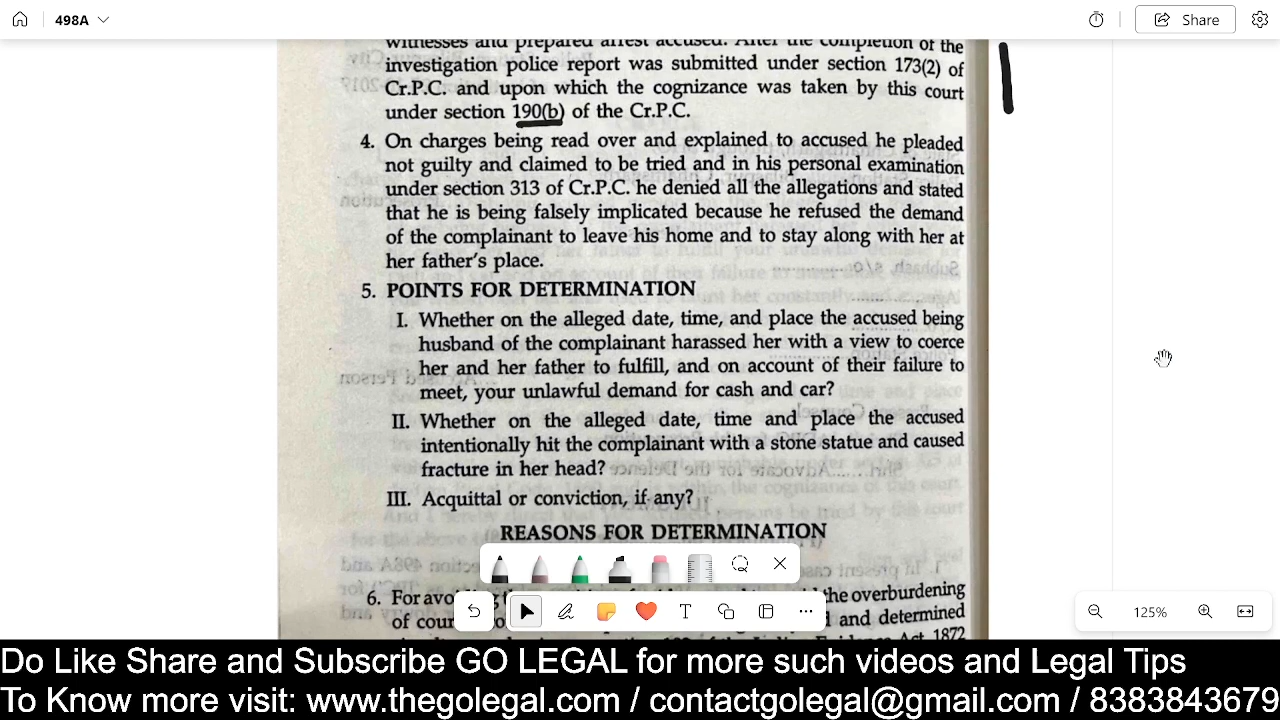 498A
Share
witnesses and prepared arrest accused. After the completion of the
investigation police report was submitted under section 173(2) of
Cr.P.C. and upon which the cognizance was taken by this court
under section 190(b) of the Cr.P.C.
4. On charges being read over and explained to accused he pleaded
not guilty and claimed to be tried and in his personal examination
under section 313 of Cr.P.C. he denied all the allegations and stated
that he is being falsely implicated because he refused the demand
of the complainant to leave his home and to stay along with her at
her father's place.
5. POINTS FOR DETERMINATION
I. Whether on the alleged date, time, and place the accused being
husband of the complainant harassed her with a view to coerce
her and her father to fulfill, and on account of their failure to
meet, your unlawful demand for cash and car?
II. Whether on the alleged date, time and place the accused
intentionally hit the complainant with a stone statue and caused
fracture in her head?
III. Acquittal or conviction, if any?
REASONS FOR DETERMINATION
6. For the overburdening
of and determined
Act, 1872
125%
Do Like Share and Subscribe GO LEGAL for more such videos and Legal Tips
To Know more visit: www.thegolegal.com / contactgolegal@gmail.com / 8383843679